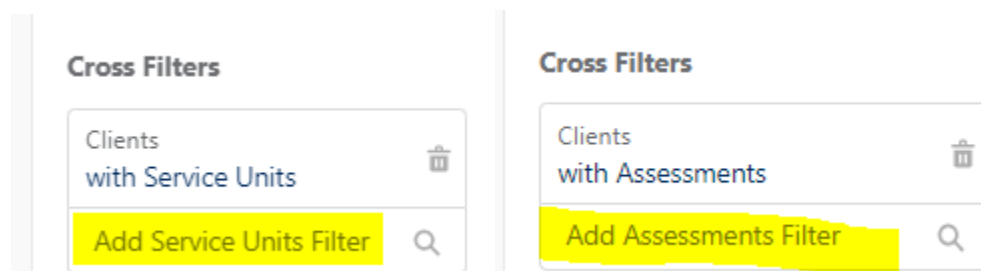 Cross Filters
Clients
with Service Units
Add Service Units Filter
Cross Filters
Clients
with Assessments
Add Assessments Filter